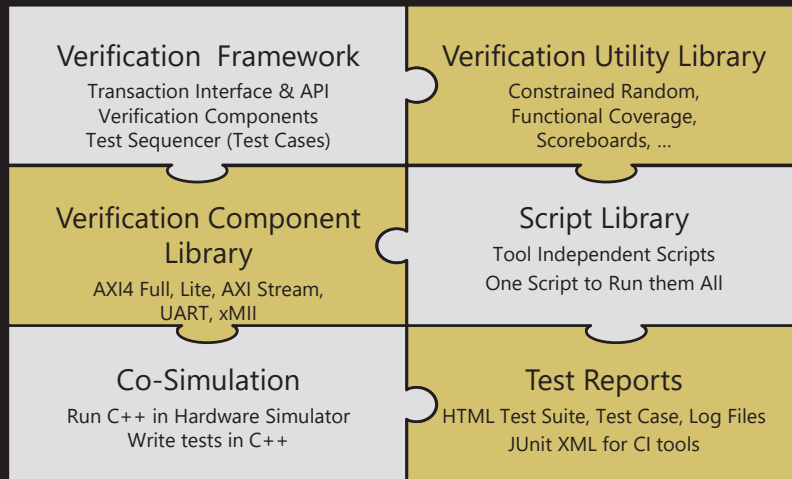 Verification Framework
Transaction Interface & API
Verification Components
Test Sequencer (Test Cases)
Verification Utility Library
Constrained Random,
Functional Coverage,
Scoreboards, ...
Verification Component
Library
AXI4 Full, Lite, AXI Stream,
UART, xMII
Script Library
Tool Independent Scripts
One Script to Run them All
Co-Simulation
Run C++ in Hardware Simulator
Write tests in C++
Test Reports
HTML Test Suite, Test Case, Log Files
JUnit XML for CI tools